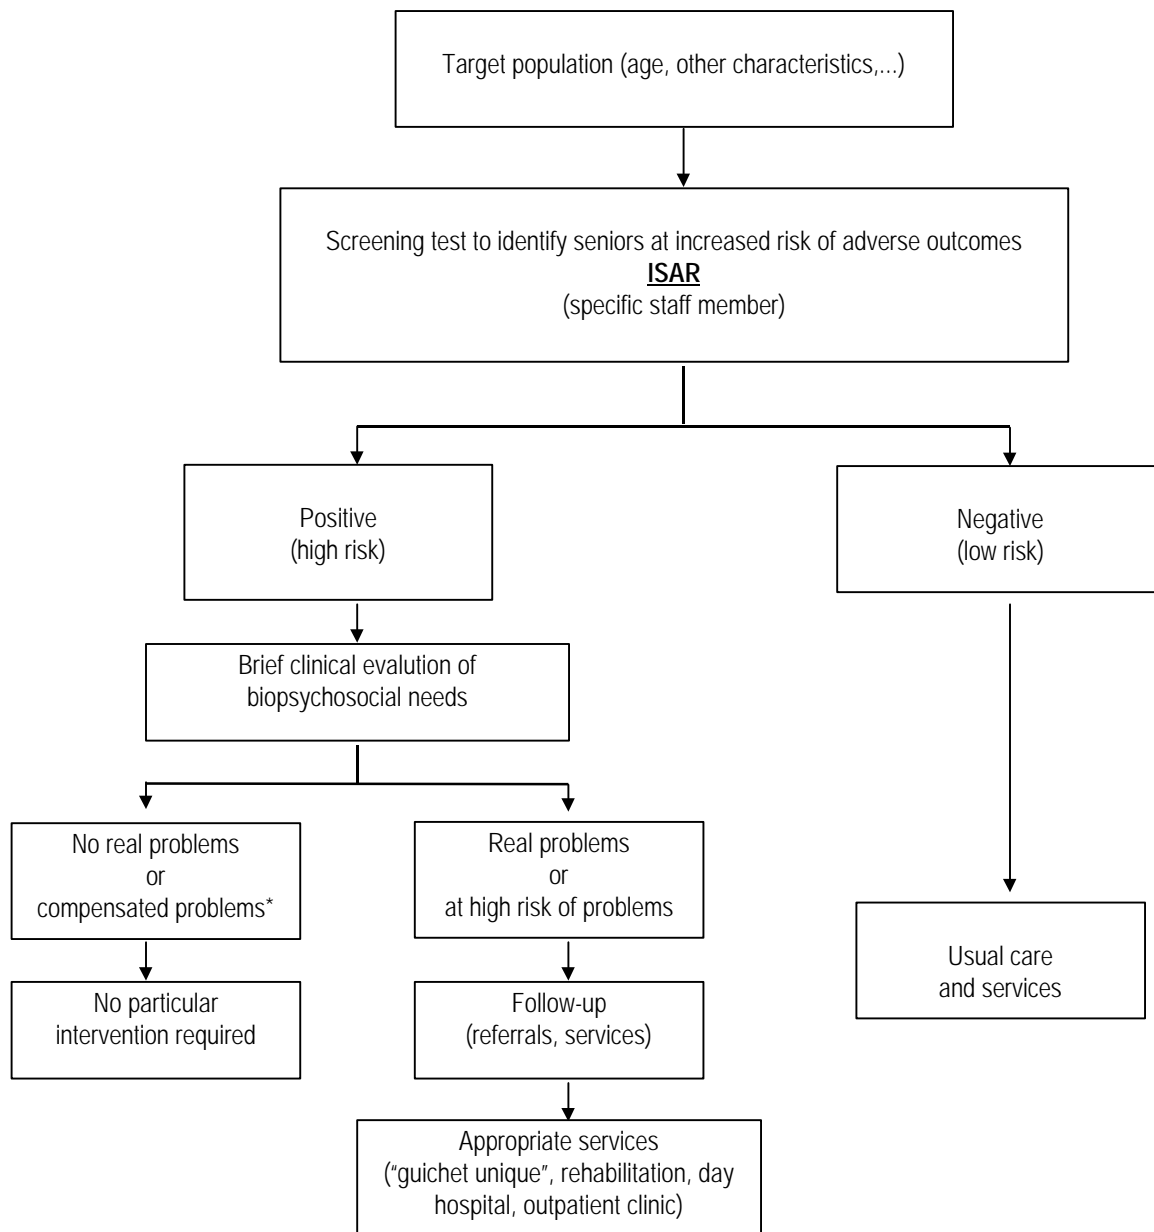 Target population (age, other characteristics,...)
Screening test to identify seniors at increased risk of adverse outcomes
ISAR
(specific staff member)
Positive
(high risk)
Negative
(low risk)
Brief clinical evalution of
biopsychosocial needs
No real problems
or
compensated problems*
Real problems
or
at high risk of problems
Usual care
and services
No particular
intervention required
Follow-up
(referrals, services)
Appropriate services
("guichet unique", rehabilitation, day
hospital, outpatient clinic)